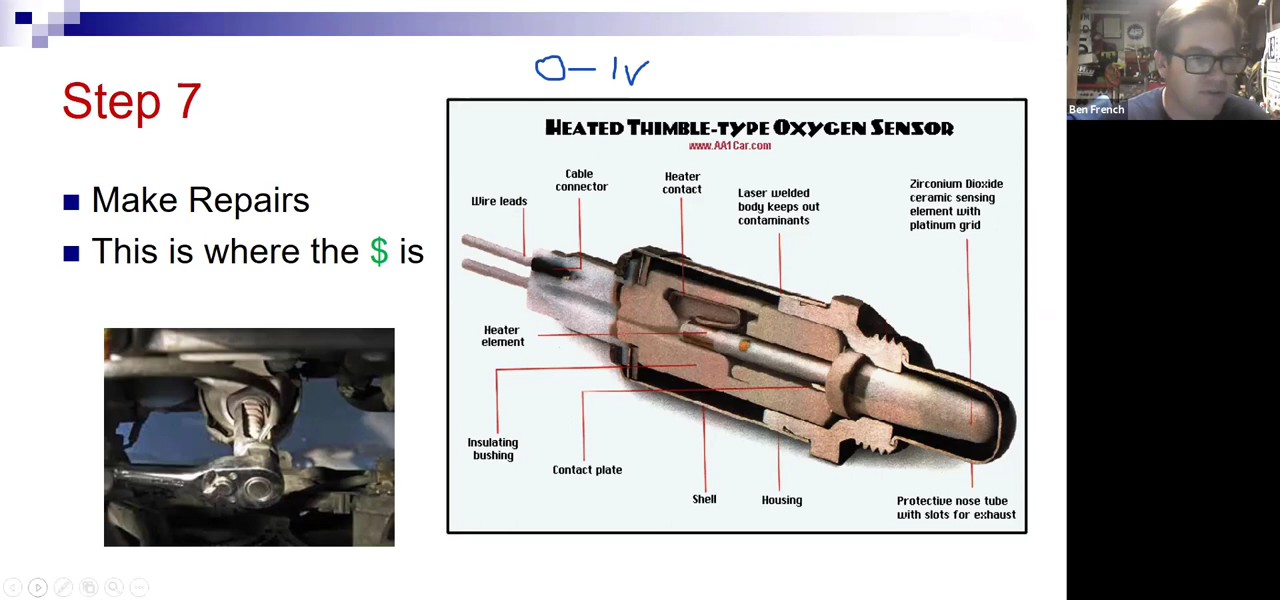 0-1v
Step 7
Make Repairs
This is where the $ is
HEATED THIMBLE-TYPE OXYGEN SENSOR
www.AA1Car.com
Wire leads
Cable
connector
Heater
contact
Laser welded
body keeps out
contaminants
Zirconium Dioxide
ceramic sensing
element with
platinum grid
Heater
element
Insulating
bushing
Contact plate
Shell
Housing
Protective nose tube
with slots for exhaust
Ben French